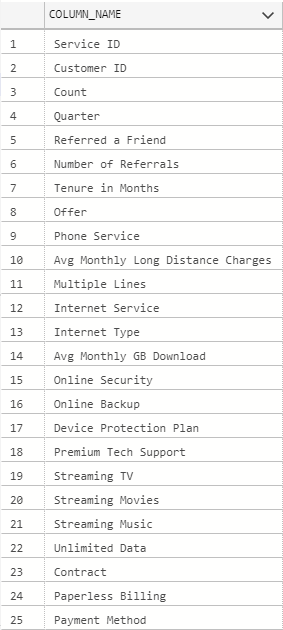 COLUMN_NAME
1 Service ID
2 Customer ID
3 Count
4 Quarter
5 Referred a Friend
6 Number of Referrals
7 Tenure in Months
8 Offer
9 Phone Service
10 Avg Monthly Long Distance Charges
11 Multiple Lines
12 Internet Service
13 Internet Type
14 Avg Monthly GB Download
15 Online Security
16 Online Backup
17 Device Protection Plan
18 Premium Tech Support
19 Streaming TV
20 Streaming Movies
21 Streaming Music
22 Unlimited Data
23 Contract
24 Paperless Billing
25 Payment Method